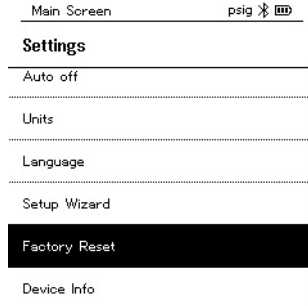 Main Screen psig
Settings
Auto off
Units
Language
Setup Wizard
Factory Reset
Device Info